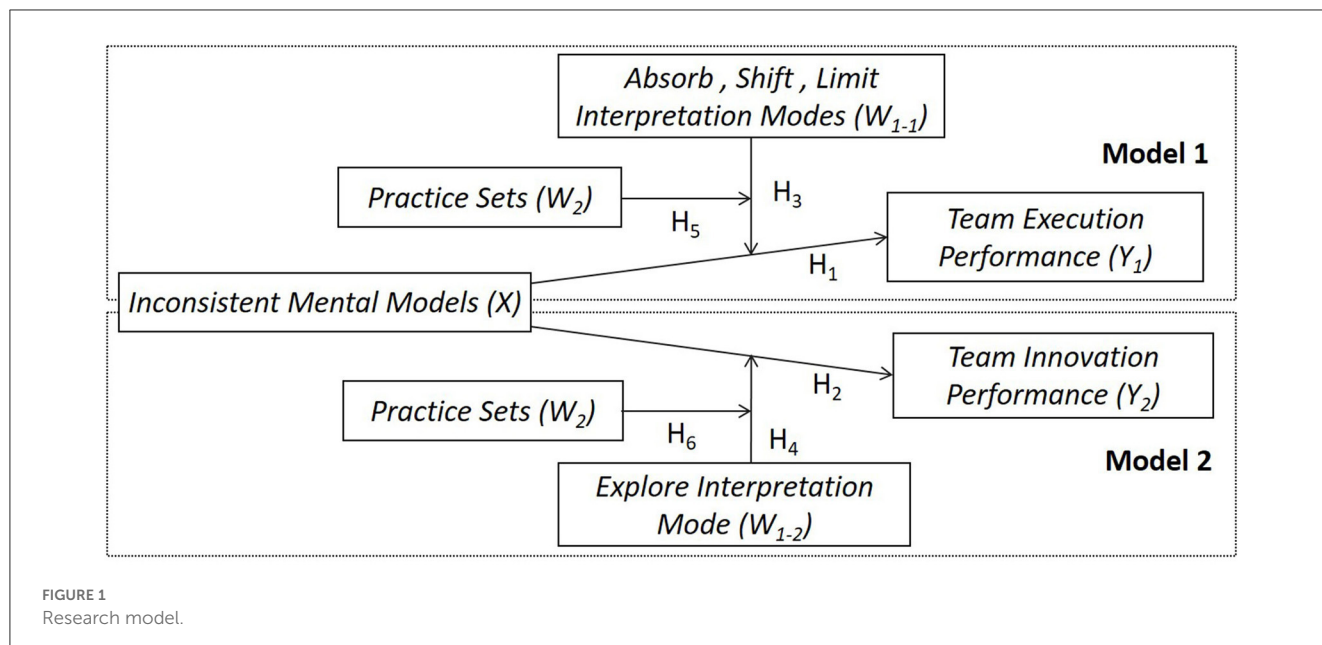 Absorb , Shift , Limit
Interpretation Modes (W1-1)
Model 1
Practice Sets (W2)
H3
H5
Team Execution
Performance (Y1)
H1
Inconsistent Mental Models (X)
Team Innovation
Performance (Y2)
H2
Practice Sets (W2)
H6
H4
Model 2
Explore Interpretation
Mode (W1-2)
FIGURE 1
Research model.